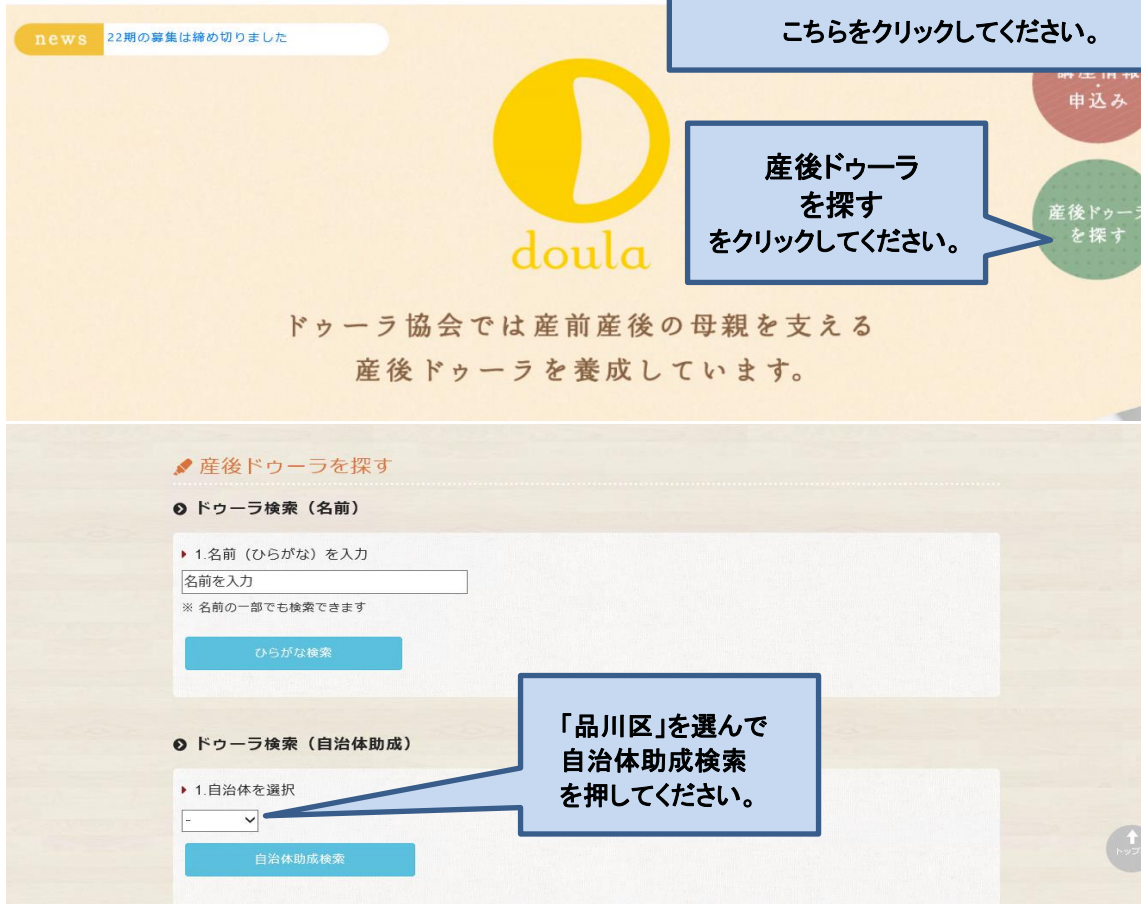 news 22期の募集は締め切りました
こちらをクリックしてください。
講座情報
・
申込み
産後ドゥーラ
を探す
をクリックしてください。
産後ドゥーラ
を探す
doula
ドゥーラ協会では産前産後の母親を支える
産後ドゥーラを養成しています。
産後ドゥーラを探す
ドゥーラ検索（名前）
1.名前（ひらがな）を入力
名前を入力
※ 名前の一部でも検索できます
ひらがな検索
「品川区」を選んで
自治体助成検索
を押してください。
ドゥーラ検索（自治体助成）
1.自治体を選択
-
自治体助成検索
トップ